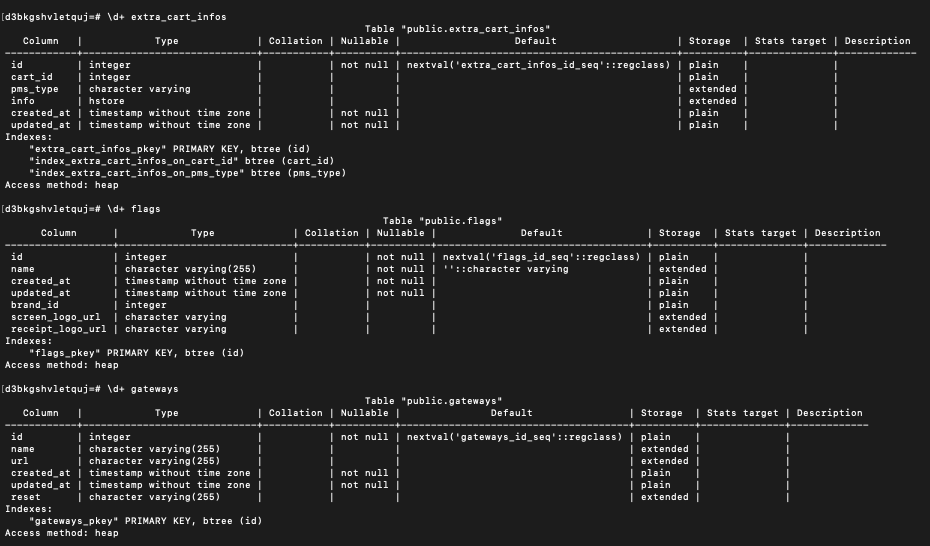 [d3bkgshvletquj=# \d+ extra_cart_infos
Table "public.extra_cart_infos"
Column | Type | Collation | Nullable | Default | Storage | Stats target | Description
------------+-----------------------------+-----------+----------+----------------------------------------------+----------+--------------+-------------
id | integer | | not null | nextval('extra_cart_infos_id_seq'::regclass) | plain | |
cart_id | integer | | | | plain | |
pms_type | character varying | | | | extended | |
info | hstore | | | | extended | |
created_at | timestamp without time zone | | not null | | plain | |
updated_at | timestamp without time zone | | not null | | plain | |
Indexes:
"extra_cart_infos_pkey" PRIMARY KEY, btree (id)
"index_extra_cart_infos_on_cart_id" btree (cart_id)
"index_extra_cart_infos_on_pms_type" btree (pms_type)
Access method: heap
[d3bkgshvletquj=# \d+ flags
Table "public.flags"
Column | Type | Collation | Nullable | Default | Storage | Stats target | Description
------------------+-----------------------------+-----------+----------+-----------------------------------+----------+--------------+-------------
id | integer | | not null | nextval('flags_id_seq'::regclass) | plain | |
name | character varying(255) | | not null | ''::character varying | extended | |
created_at | timestamp without time zone | | not null | | plain | |
updated_at | timestamp without time zone | | not null | | plain | |
brand_id | integer | | | | plain | |
screen_logo_url | character varying | | | | extended | |
receipt_logo_url | character varying | | | | extended | |
Indexes:
"flags_pkey" PRIMARY KEY, btree (id)
Access method: heap
[d3bkgshvletquj=# \d+ gateways
Table "public.gateways"
Column | Type | Collation | Nullable | Default | Storage | Stats target | Description
------------+-----------------------------+-----------+----------+--------------------------------------+----------+--------------+-------------
id | integer | | not null | nextval('gateways_id_seq'::regclass) | plain | |
name | character varying(255) | | | | extended | |
url | character varying(255) | | | | extended | |
created_at | timestamp without time zone | | not null | | plain | |
updated_at | timestamp without time zone | | not null | | plain | |
reset | character varying(255) | | | | extended | |
Indexes:
"gateways_pkey" PRIMARY KEY, btree (id)
Access method: heap